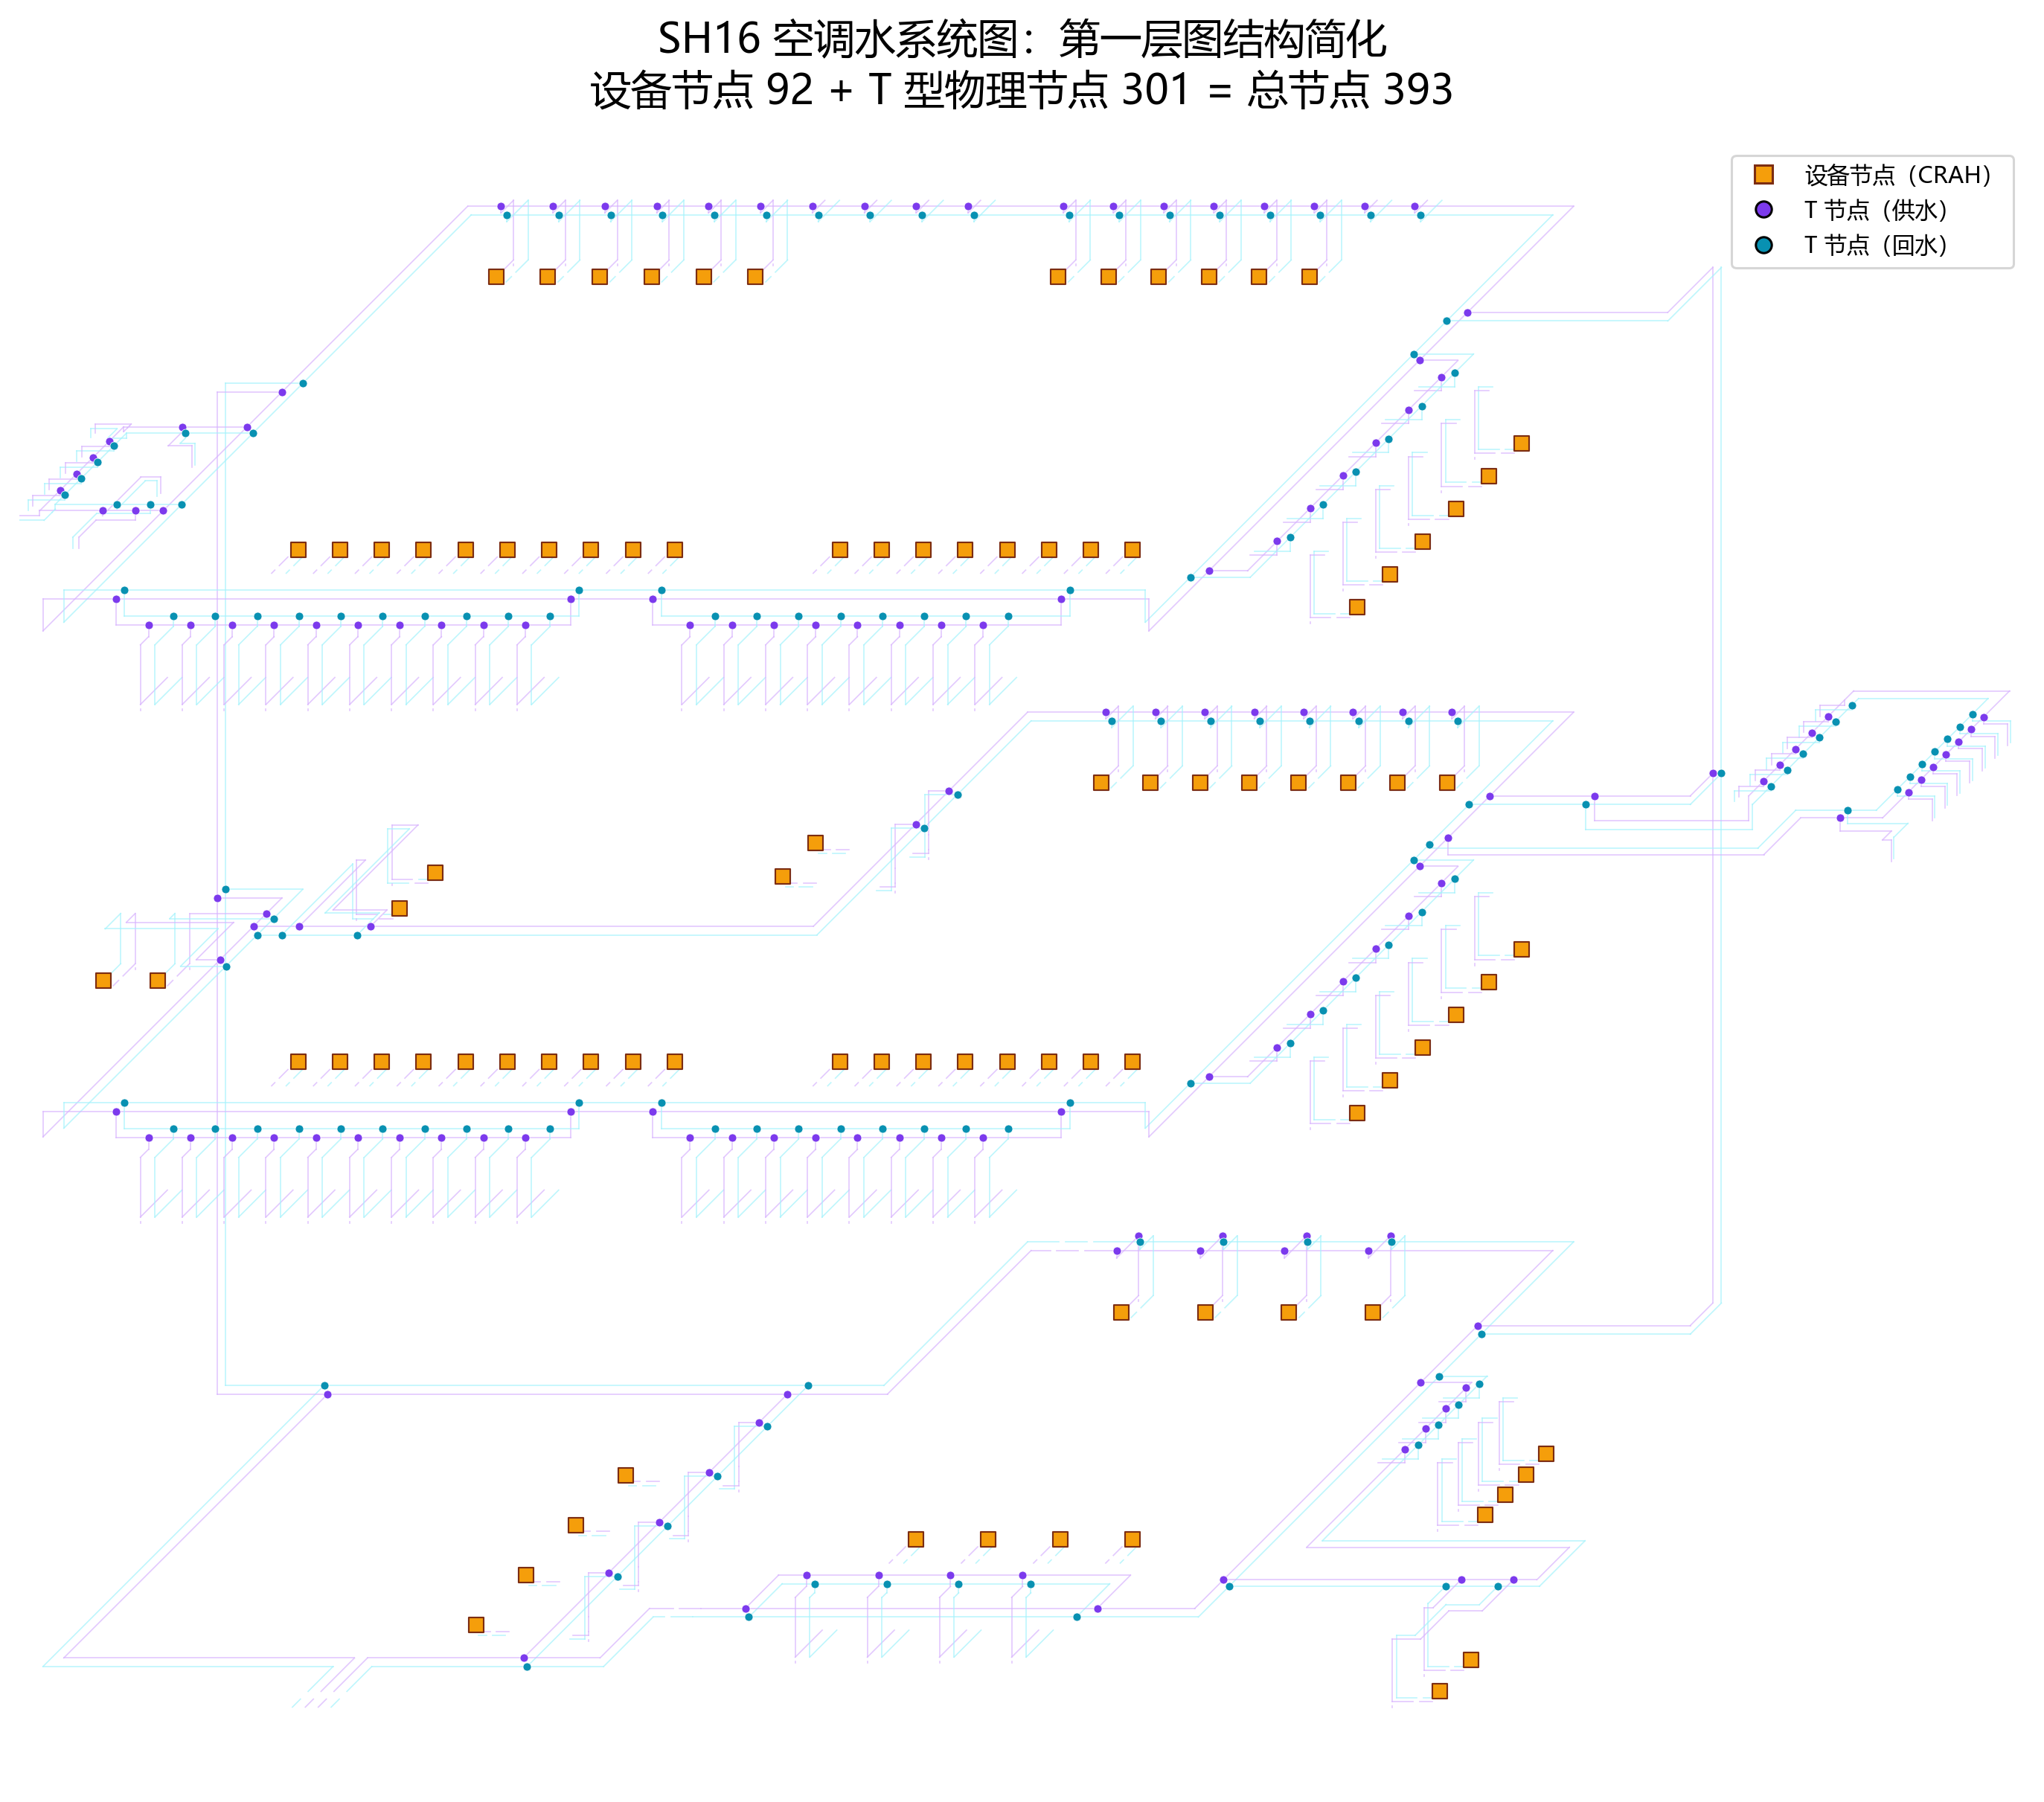 SH16 空调水系统图：第一层图结构简化
设备节点 92 + T 型物理节点 301 = 总节点 393
设备节点（CRAH）
T 节点（供水）
T 节点（回水）